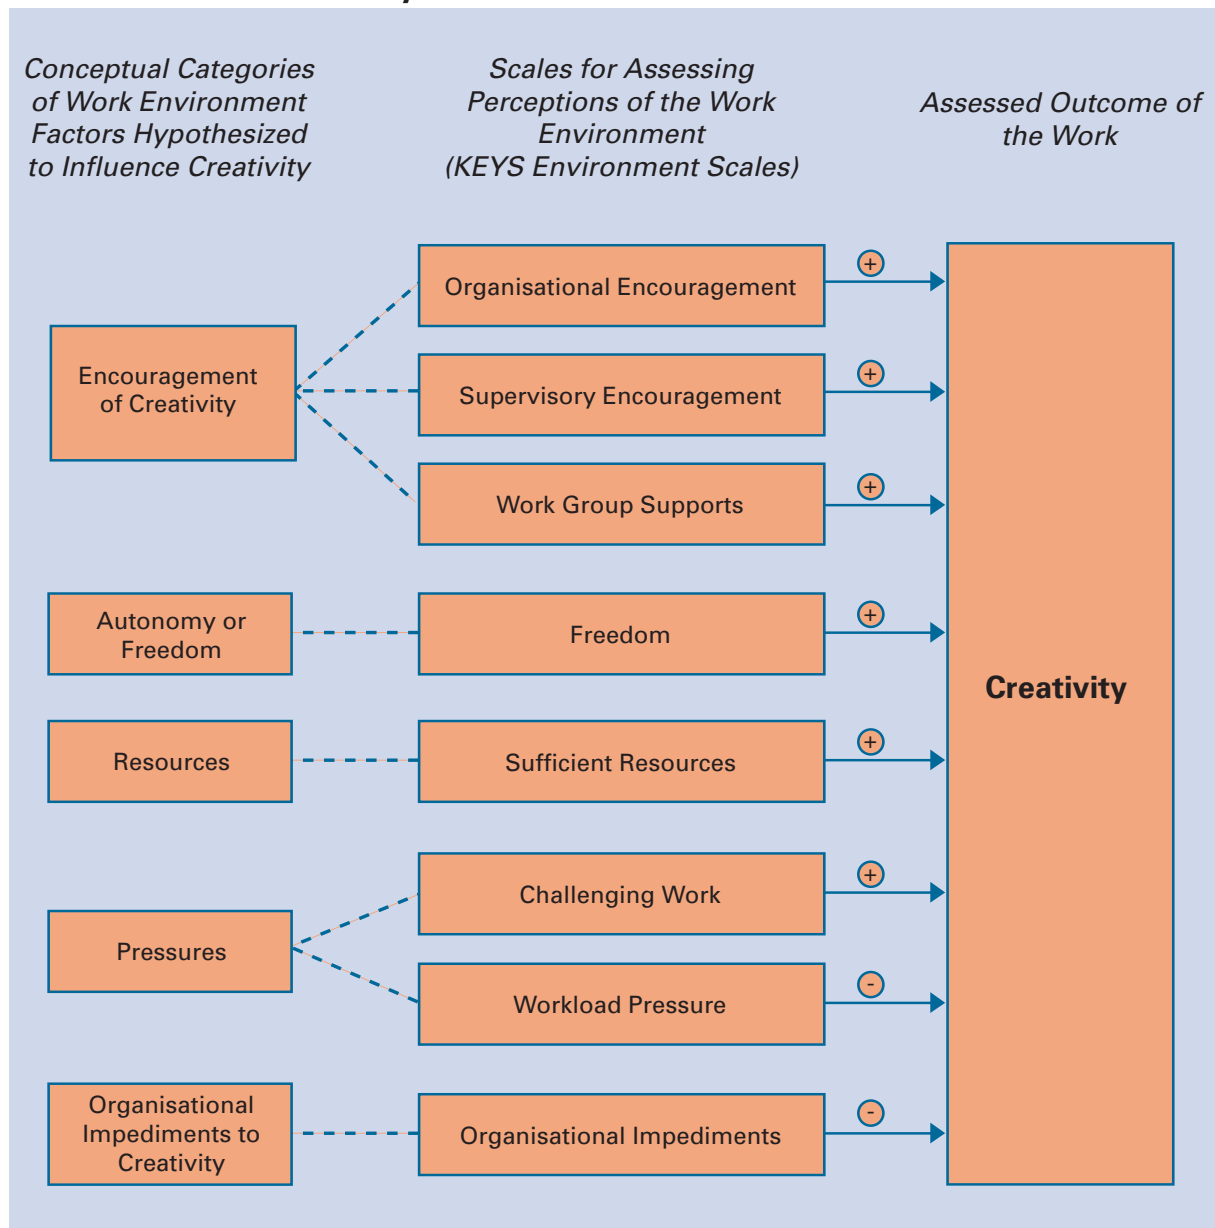 Conceptual Categories
of Work Environment
Factors Hypothesized
to Influence Creativity
Scales for Assessing
Perceptions of the Work
Environment
(KEYS Environment Scales)
Assessed Outcome of
the Work
Encouragement
of Creativity
Organisational Encouragement
+
Supervisory Encouragement
+
Work Group Supports
+
Autonomy or
Freedom
Freedom
+
Resources
Sufficient Resources
+
Pressures
Challenging Work
+
Workload Pressure
-
Organisational
Impediments to
Creativity
Organisational Impediments
-
Creativity